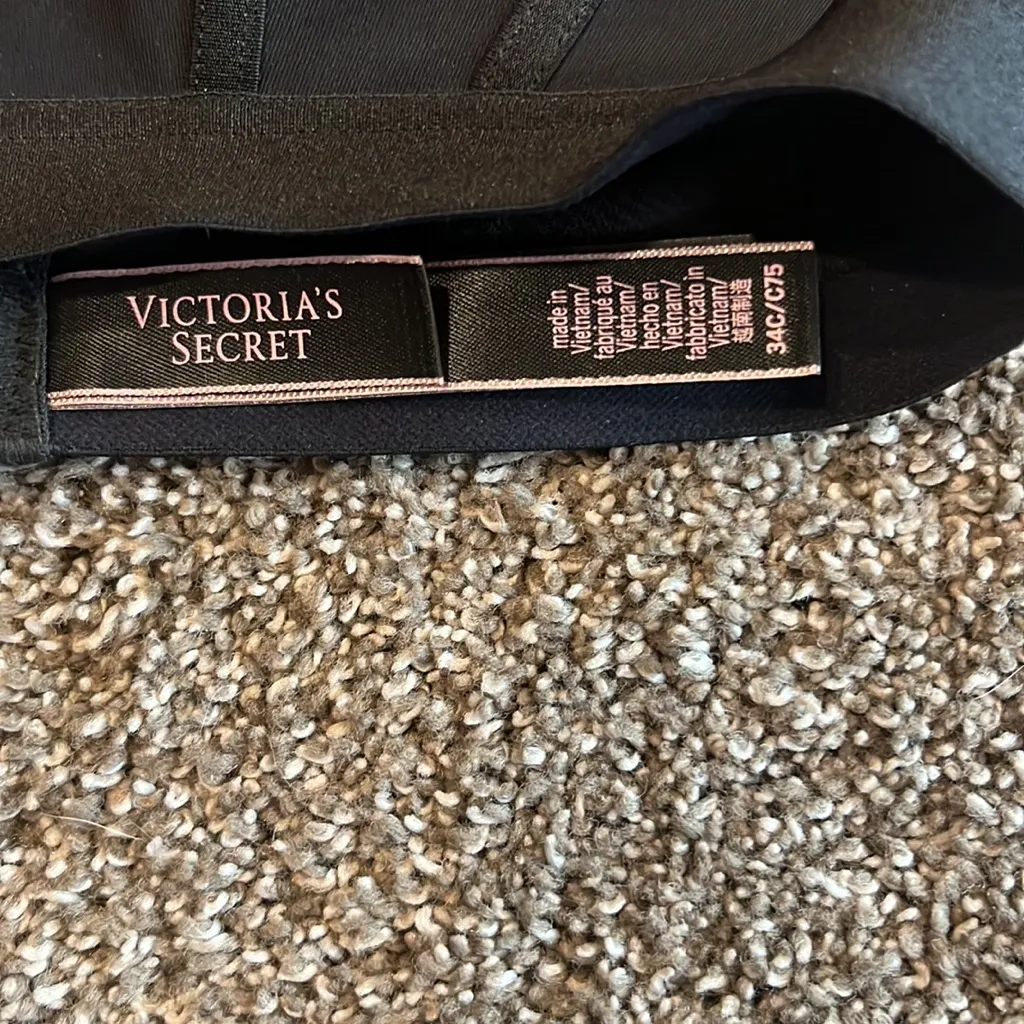 VICTORIA'S
SECRET
made in
Vietnam/
fabriqué au
Vietnam/
hecho en
Vietnam/
fabbricato in
Vietnam/
越南制造
34C/C75